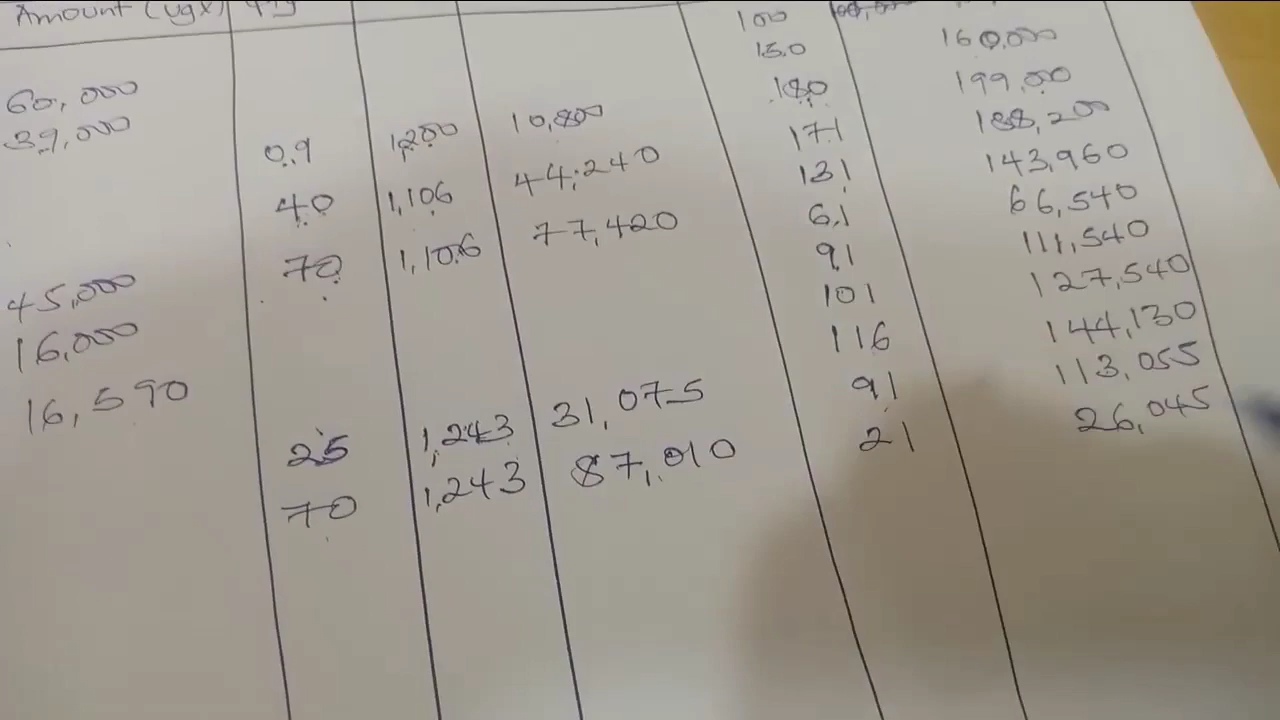 Amount (ugx) qty
100
150 160,000
60,000 180 199,000
39,000 0.9 1,200 10,800 171 188,200
40 1,106 44,240 131 143,960
70 1,106 77,420 61 66,540
45,000 91 111,540
16,000 101 127,540
16,590 116 144,130
25 1,243 31,075 91 113,055
70 1,243 87,010 21 26,045